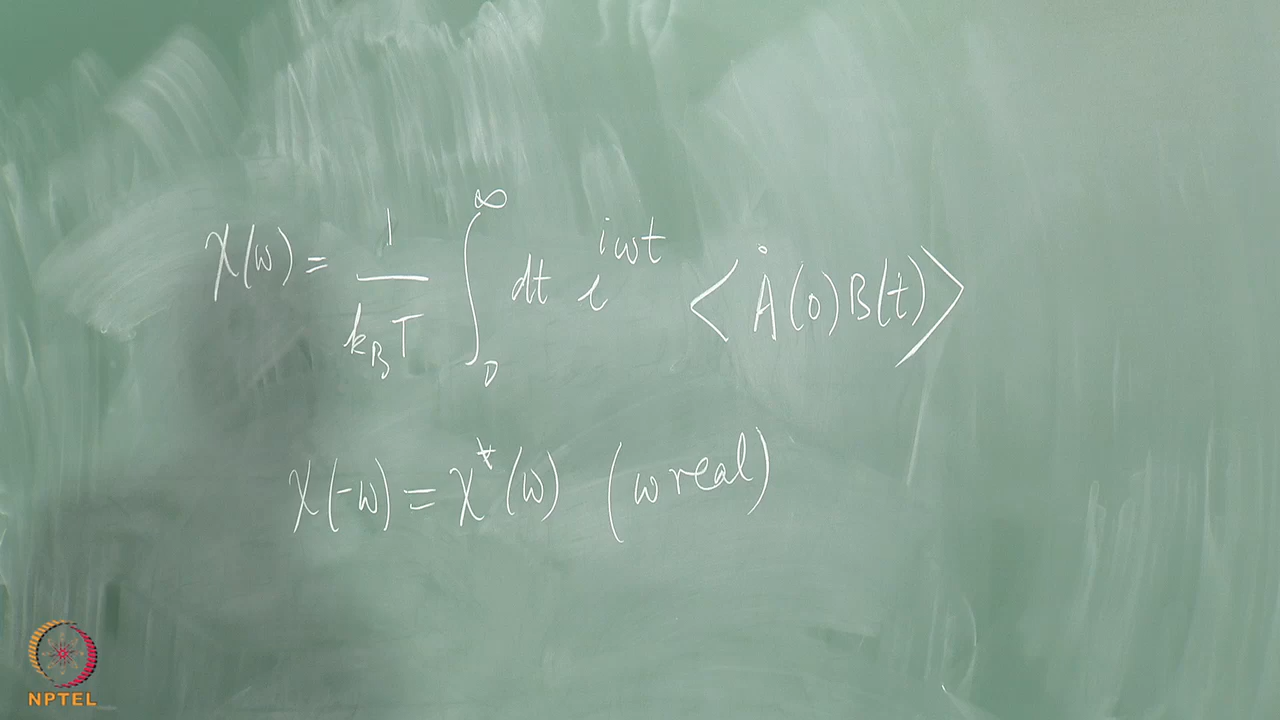 χ(ω) = 1/(k_B T) ∫_0^∞ dt e^{iωt} ⟨Ȧ(0)B(t)⟩
χ(-ω) = χ*(ω) (ω real)
NPTEL